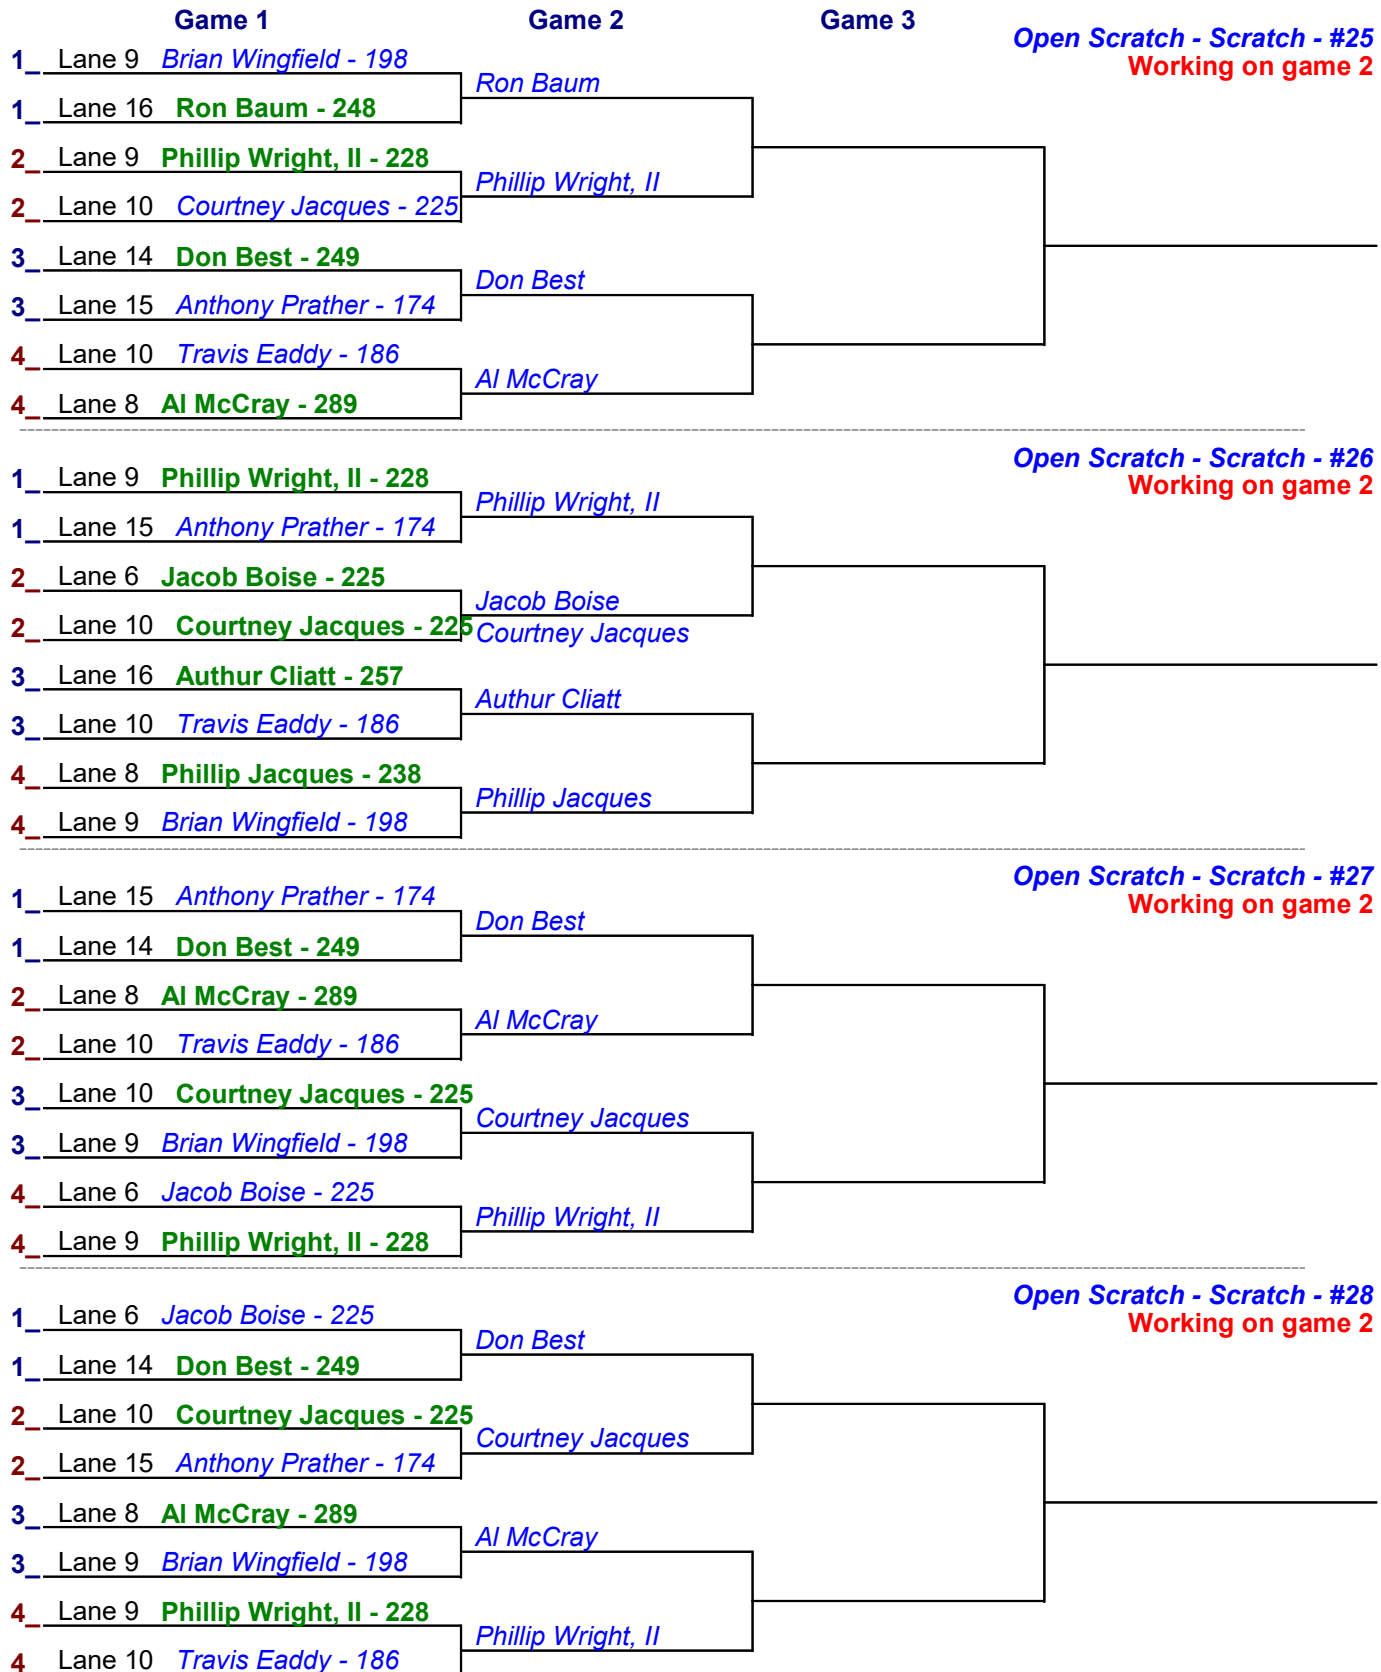 Game 1 Game 2 Game 3
Open Scratch - Scratch - #25
Working on game 2
1_ Lane 9 Brian Wingfield - 198
Ron Baum
1_ Lane 16 Ron Baum - 248
2_ Lane 9 Phillip Wright, II - 228
Phillip Wright, II
2_ Lane 10 Courtney Jacques - 225
3_ Lane 14 Don Best - 249
Don Best
3_ Lane 15 Anthony Prather - 174
4_ Lane 10 Travis Eaddy - 186
Al McCray
4_ Lane 8 Al McCray - 289
Open Scratch - Scratch - #26
Working on game 2
1_ Lane 9 Phillip Wright, II - 228
Phillip Wright, II
1_ Lane 15 Anthony Prather - 174
2_ Lane 6 Jacob Boise - 225
Jacob Boise
2_ Lane 10 Courtney Jacques - 225
Courtney Jacques
3_ Lane 16 Authur Cliatt - 257
Authur Cliatt
3_ Lane 10 Travis Eaddy - 186
4_ Lane 8 Phillip Jacques - 238
Phillip Jacques
4_ Lane 9 Brian Wingfield - 198
Open Scratch - Scratch - #27
Working on game 2
1_ Lane 15 Anthony Prather - 174
Don Best
1_ Lane 14 Don Best - 249
2_ Lane 8 Al McCray - 289
Al McCray
2_ Lane 10 Travis Eaddy - 186
3_ Lane 10 Courtney Jacques - 225
Courtney Jacques
3_ Lane 9 Brian Wingfield - 198
4_ Lane 6 Jacob Boise - 225
Phillip Wright, II
4_ Lane 9 Phillip Wright, II - 228
Open Scratch - Scratch - #28
Working on game 2
1_ Lane 6 Jacob Boise - 225
Don Best
1_ Lane 14 Don Best - 249
2_ Lane 10 Courtney Jacques - 225
Courtney Jacques
2_ Lane 15 Anthony Prather - 174
3_ Lane 8 Al McCray - 289
Al McCray
3_ Lane 9 Brian Wingfield - 198
4_ Lane 9 Phillip Wright, II - 228
Phillip Wright, II
4 Lane 10 Travis Eaddy - 186